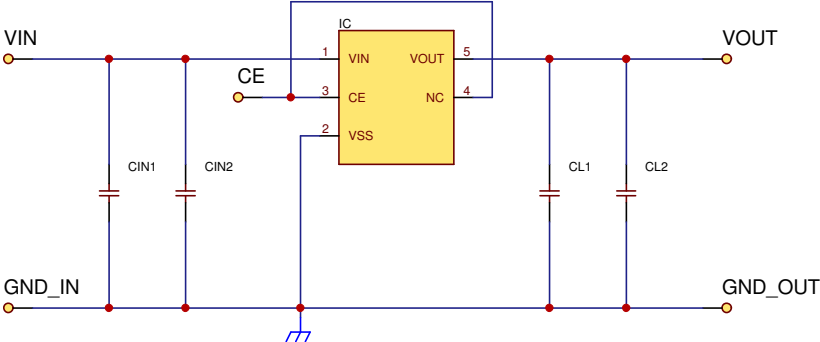 IC
VIN
VOUT
1 VIN VOUT 5
CE
3 CE NC 4
2 VSS
CIN1
CIN2
CL1
CL2
GND_IN
GND_OUT